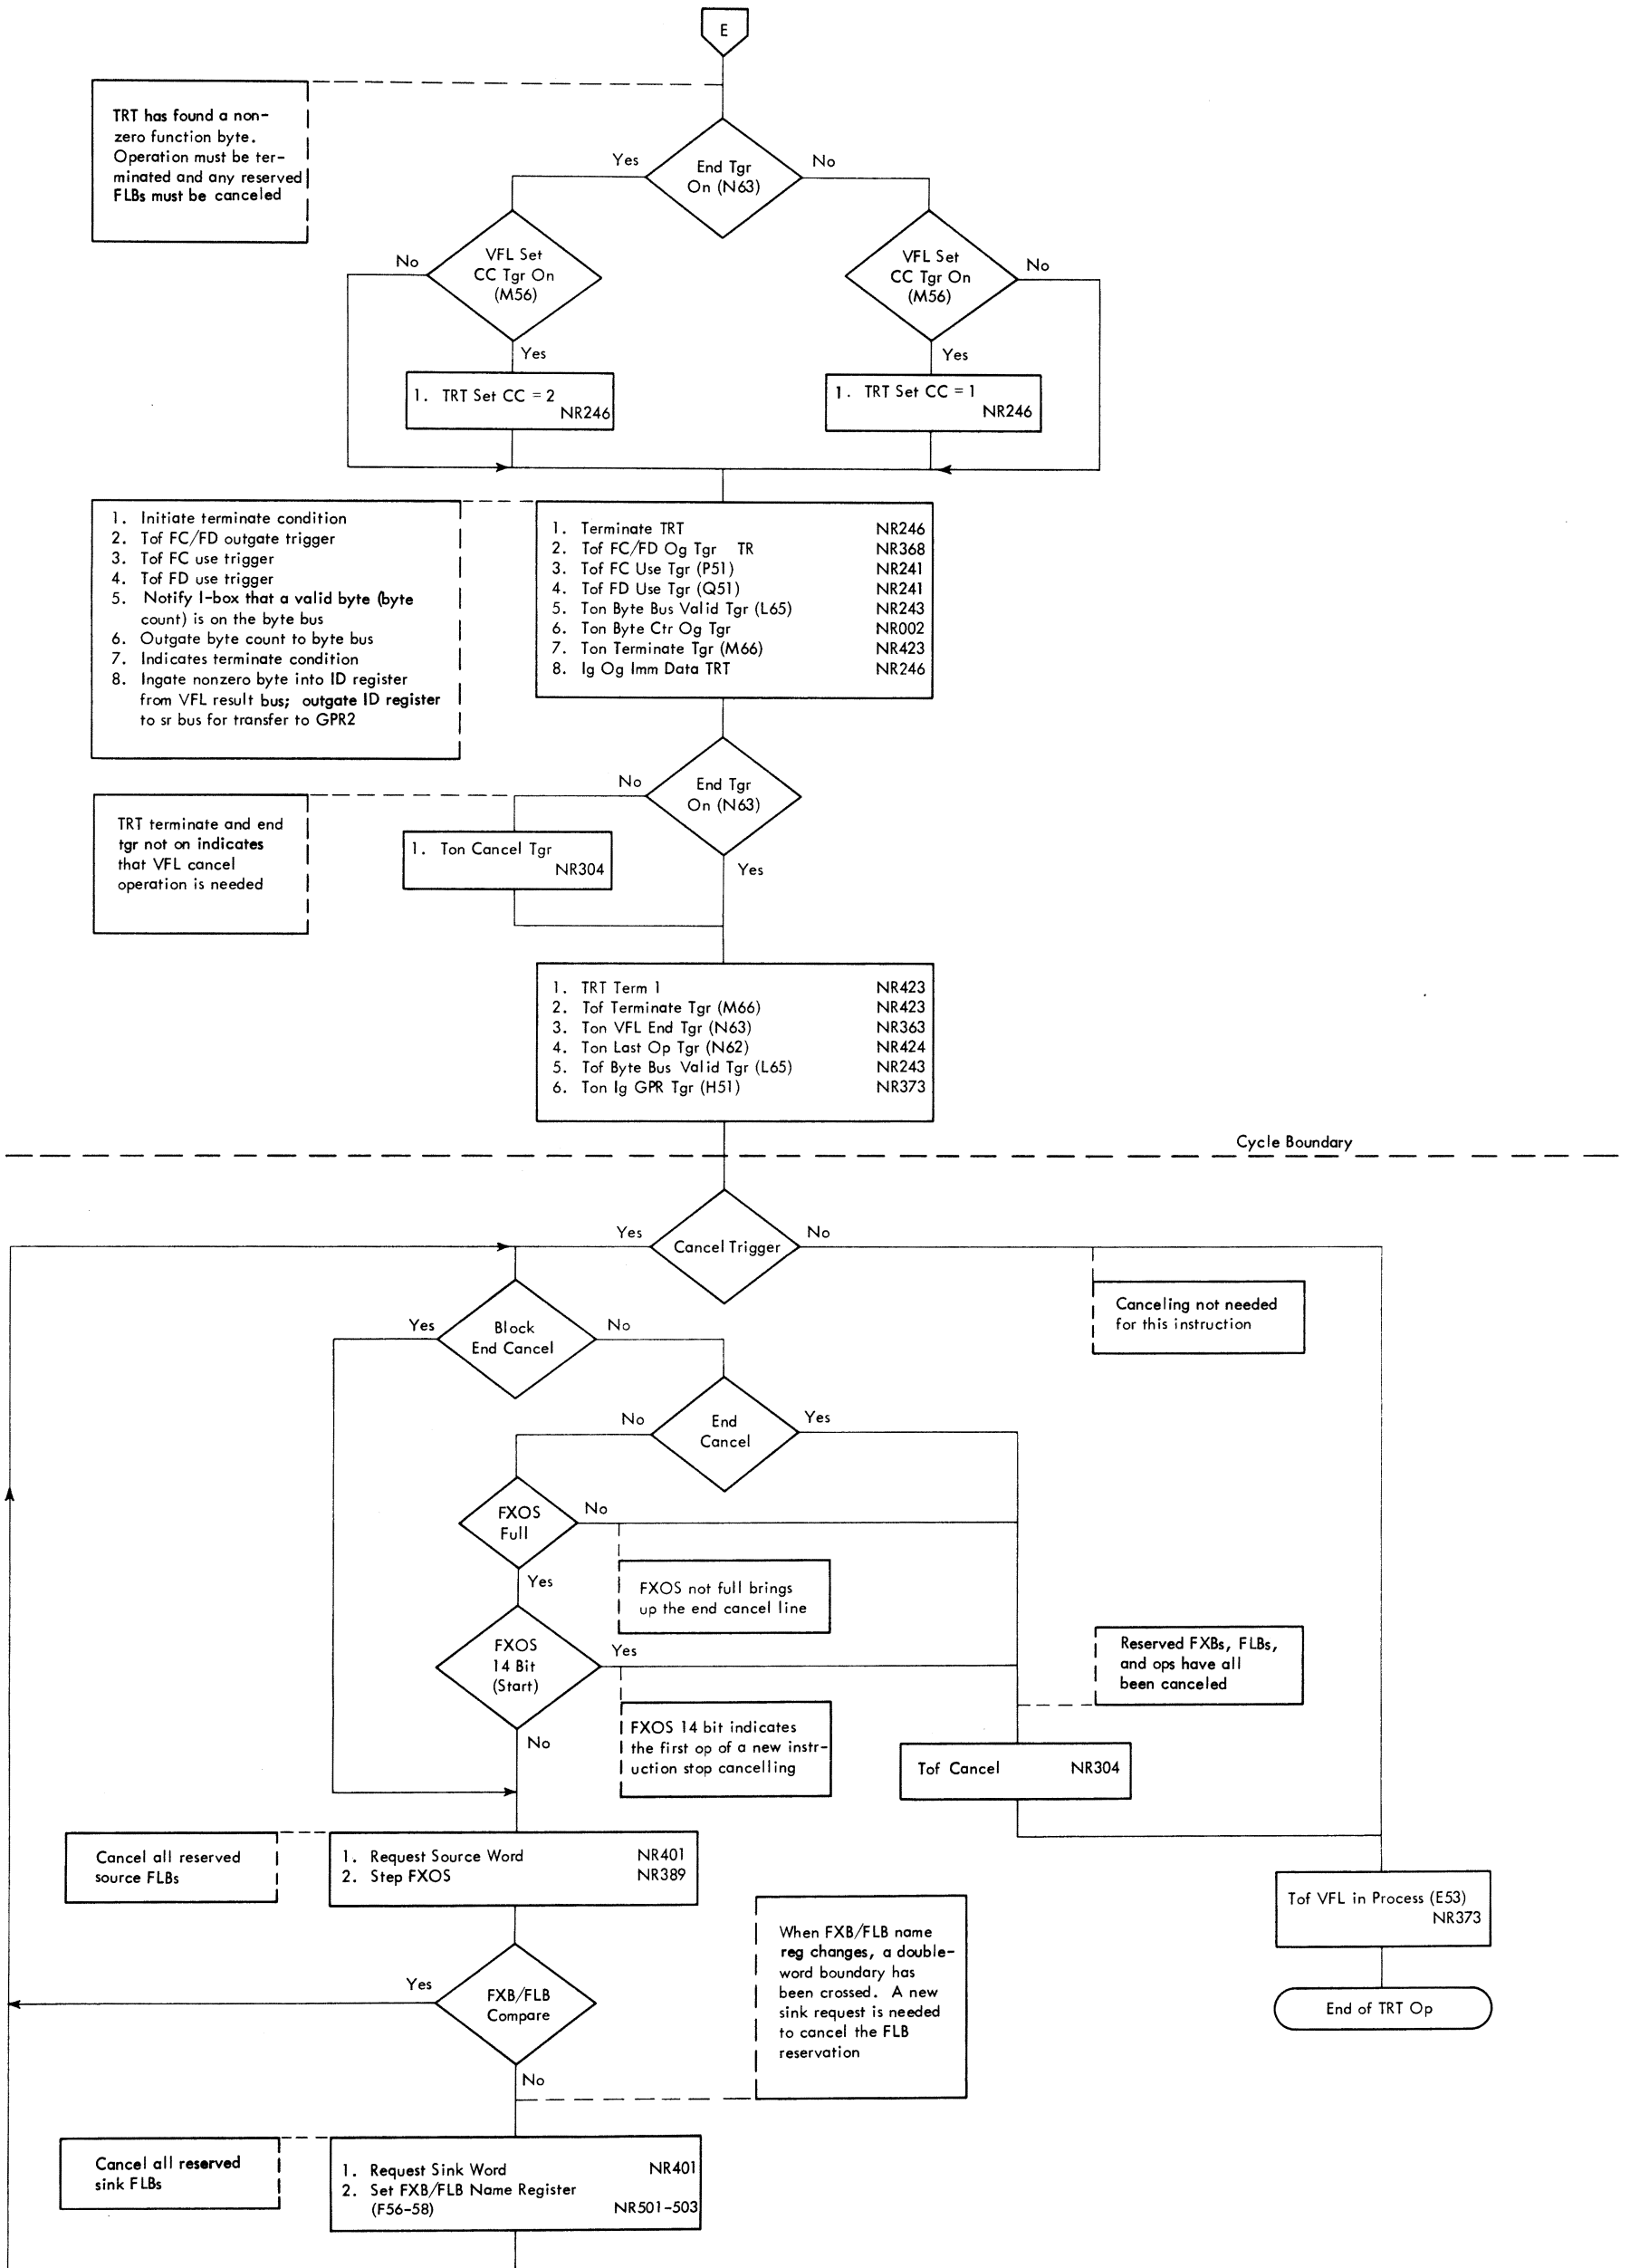 E
TRT has found a non-
zero function byte.
Operation must be ter-
minated and any reserved
FLBs must be canceled
Yes
End Tgr
On (N63)
No
No
VFL Set
CC Tgr On
(M56)
Yes
VFL Set
CC Tgr On
(M56)
No
Yes
1. TRT Set CC = 2
NR246
1. TRT Set CC = 1
NR246
1. Initiate terminate condition
2. Tof FC/FD outgate trigger
3. Tof FC use trigger
4. Tof FD use trigger
5. Notify I-box that a valid byte (byte
count) is on the byte bus
6. Outgate byte count to byte bus
7. Indicates terminate condition
8. Ingate nonzero byte into ID register
from VFL result bus; outgate ID register
to sr bus for transfer to GPR2
1. Terminate TRT NR246
2. Tof FC/FD Og Tgr TR NR368
3. Tof FC Use Tgr (P51) NR241
4. Tof FD Use Tgr (Q51) NR241
5. Ton Byte Bus Valid Tgr (L65) NR243
6. Ton Byte Ctr Og Tgr NR002
7. Ton Terminate Tgr (M66) NR423
8. Ig Og Imm Data TRT NR246
No
End Tgr
On (N63)
Yes
TRT terminate and end
tgr not on indicates
that VFL cancel
operation is needed
1. Ton Cancel Tgr
NR304
1. TRT Term 1 NR423
2. Tof Terminate Tgr (M66) NR423
3. Ton VFL End Tgr (N63) NR363
4. Ton Last Op Tgr (N62) NR424
5. Tof Byte Bus Valid Tgr (L65) NR243
6. Ton Ig GPR Tgr (H51) NR373
Cycle Boundary
Yes
Cancel Trigger
No
Canceling not needed
for this instruction
Yes
Block
End Cancel
No
No
End
Cancel
Yes
FXOS
Full
No
Yes
FXOS not full brings
up the end cancel line
FXOS
14 Bit
(Start)
Yes
No
FXOS 14 bit indicates
the first op of a new instr-
uction stop cancelling
Reserved FXBs, FLBs,
and ops have all
been canceled
Tof Cancel NR304
Cancel all reserved
source FLBs
1. Request Source Word NR401
2. Step FXOS NR389
Tof VFL in Process (E53)
NR373
End of TRT Op
When FXB/FLB name
reg changes, a double-
word boundary has
been crossed. A new
sink request is needed
to cancel the FLB
reservation
Yes
FXB/FLB
Compare
No
Cancel all reserved
sink FLBs
1. Request Sink Word NR401
2. Set FXB/FLB Name Register
(F56-58) NR501-503